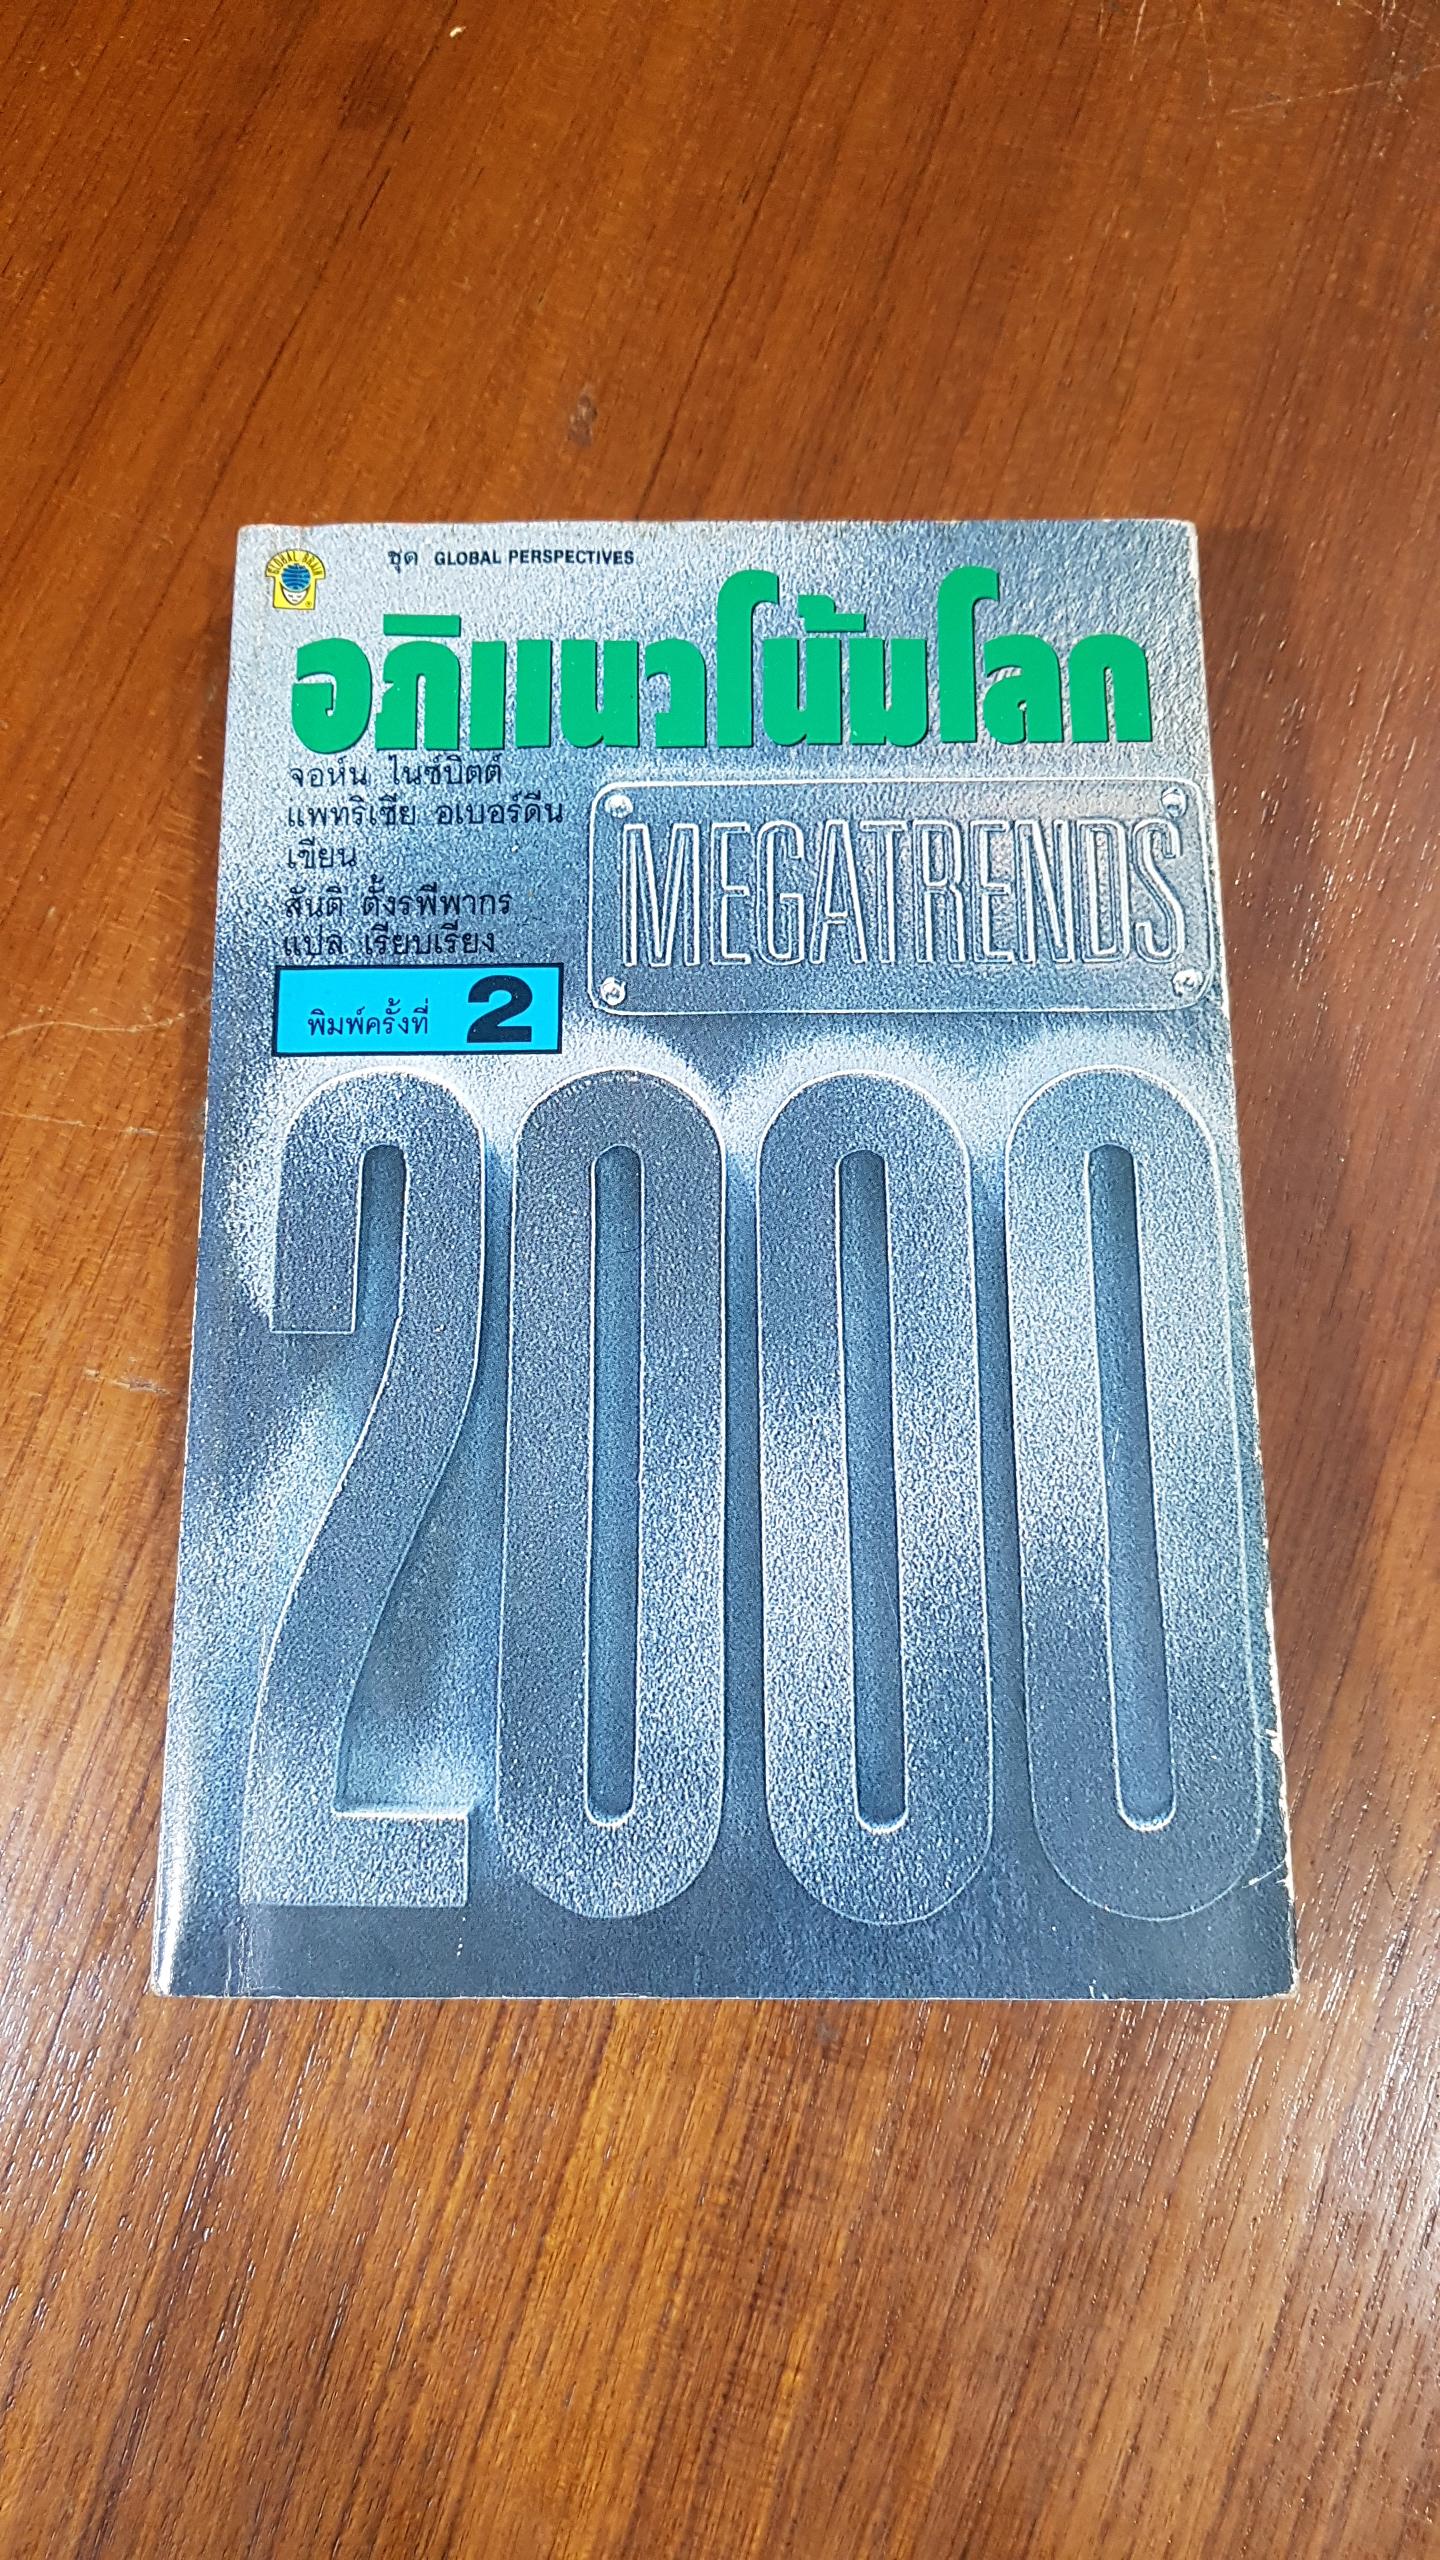 GLOBAL BRAIN
ชุด GLOBAL PERSPECTIVES
อภิแนวโน้มโลก
จอห์น ไนซ์บิตต์
แพทริเซีย อเบอร์ดีน
เขียน
สันติ ตั้งรพีพากร
แปล เรียบเรียง
พิมพ์ครั้งที่ 2
MEGATRENDS
2000